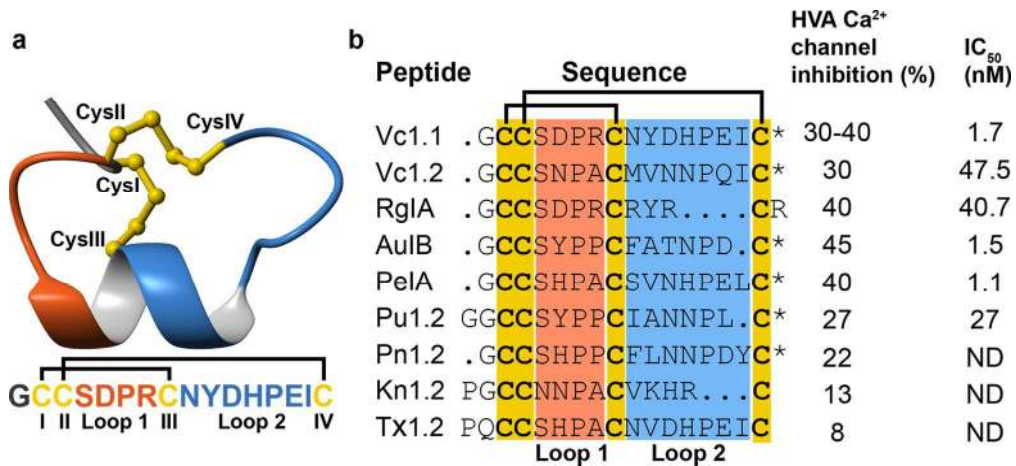 a
CysII
CysIV
CysI
CysIII
GCCSDPRCNYDHPEIC
I II Loop 1 III Loop 2 IV
b
Peptide Sequence HVA Ca²⁺ channel inhibition (%) IC₅₀ (nM)
Vc1.1 .GCCSDPRCNYDHPEIC* 30-40 1.7
Vc1.2 .GCCSNPACMVNNPQIC* 30 47.5
RgIA .GCCSDPRCRYR....CR 40 40.7
AuIB .GCCSYPPCFATNPD.C* 45 1.5
PeIA .GCCSHPACSVNHPELC* 40 1.1
Pu1.2 GGCCSYPPCIANNPL.C* 27 27
Pn1.2 .GCCSHPPCFLNNPDYC* 22 ND
Kn1.2 PGCCNNPACVKHR...C 13 ND
Tx1.2 PQCCSHPACNVDHPEIC 8 ND
Loop 1 Loop 2